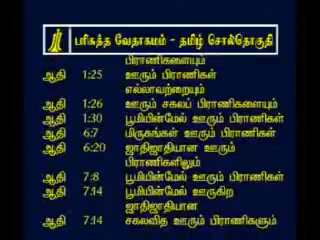 பரிசுத்த வேதாகமம் - தமிழ் சொல்தொகுதி
பிராணிகளையும்
ஆதி 1:25 ஊரும் பிராணிகள்
எல்லாவற்றையும்
ஆதி 1:26 ஊரும் சகலப் பிராணிகளையும்
ஆதி 1:30 பூமியின்மேல் ஊரும் பிராணிகள்
ஆதி 6:7 மிருகங்கள் ஊரும் பிராணிகள்
ஆதி 6:20 ஜாதிஜாதியான ஊரும்
பிராணிகளிலும்
ஆதி 7:8 பூமியின்மேல் ஊரும் பிராணிகள்
ஆதி 7:14 பூமியின்மேல் ஊருகிற
ஜாதிஜாதியான
ஆதி 7:14 சகலவித ஊரும் பிராணிகளும்